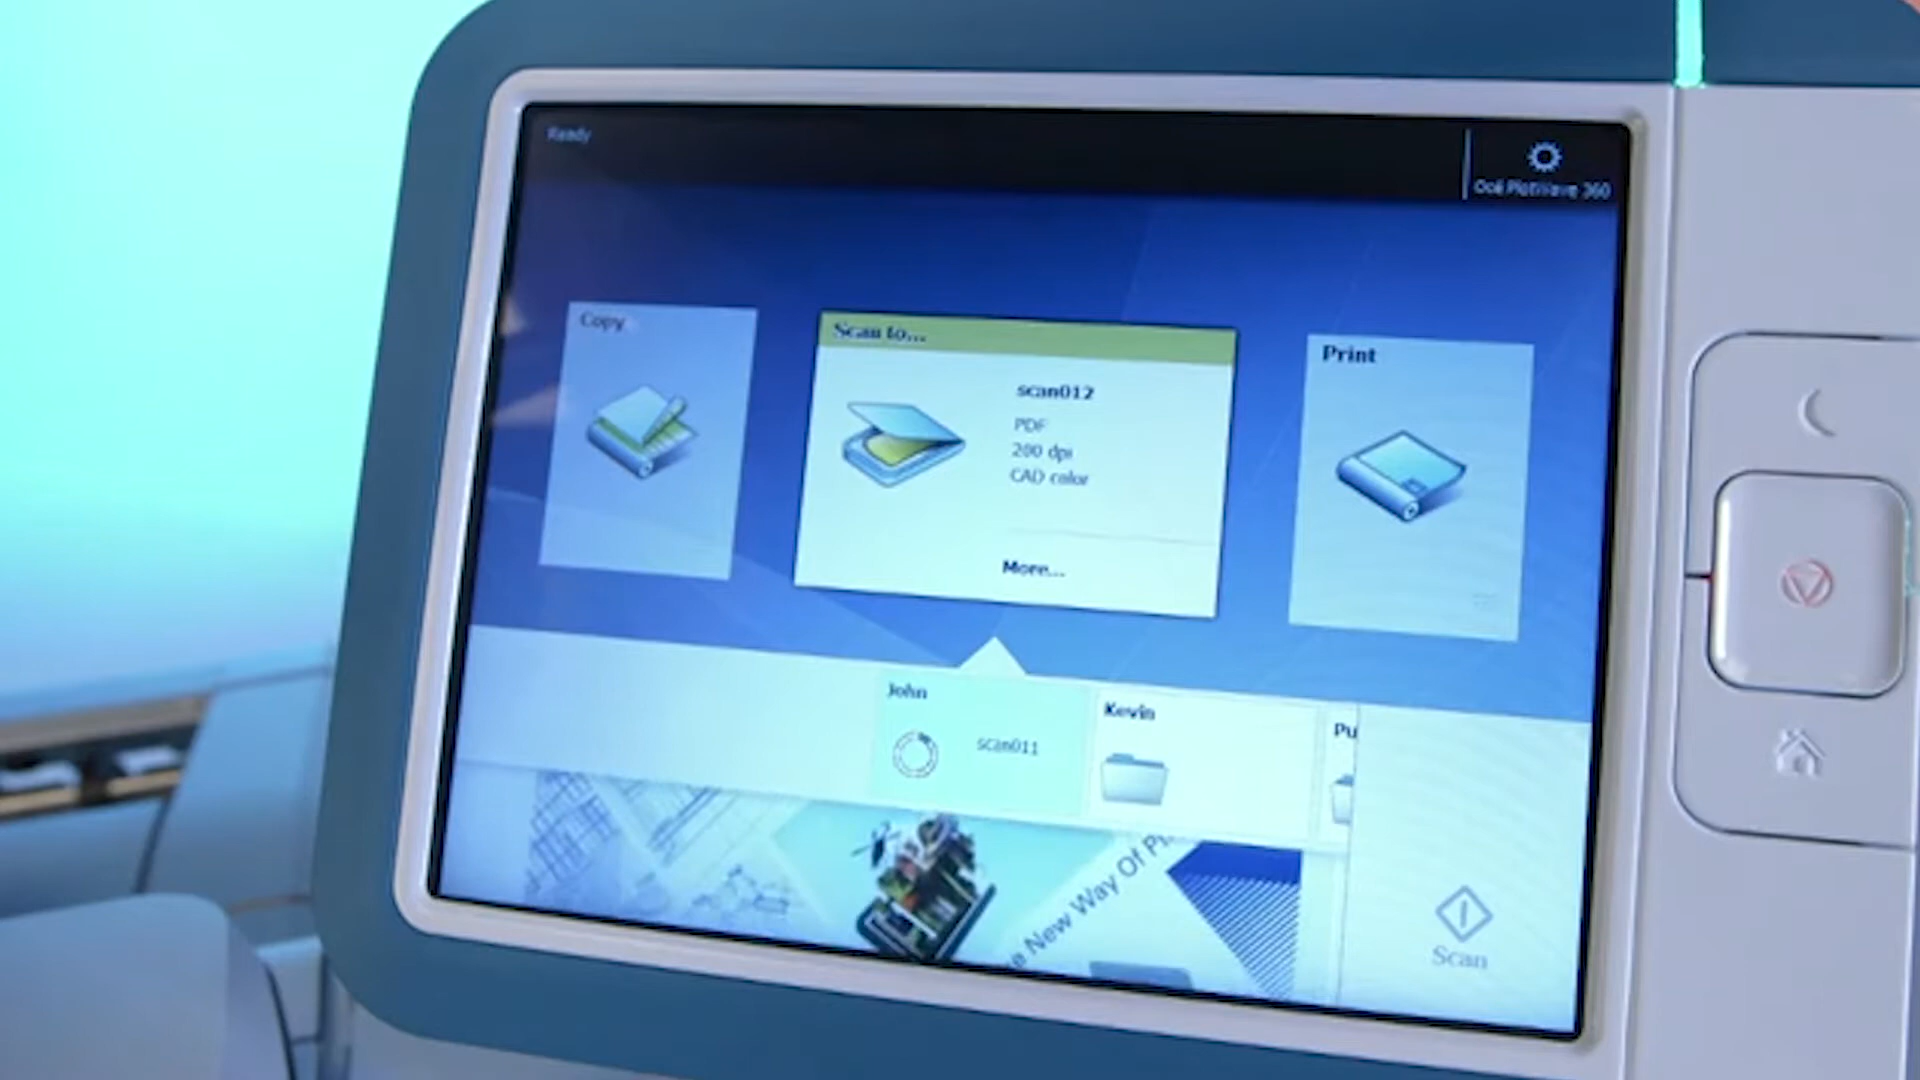 Ready
Océ PlotWave 360
Copy
Scan to...
scan012
PDF
200 dpi
CAD color
More...
Print
John
scan011
Kevin
Pu
e New Way Of Pr
Scan